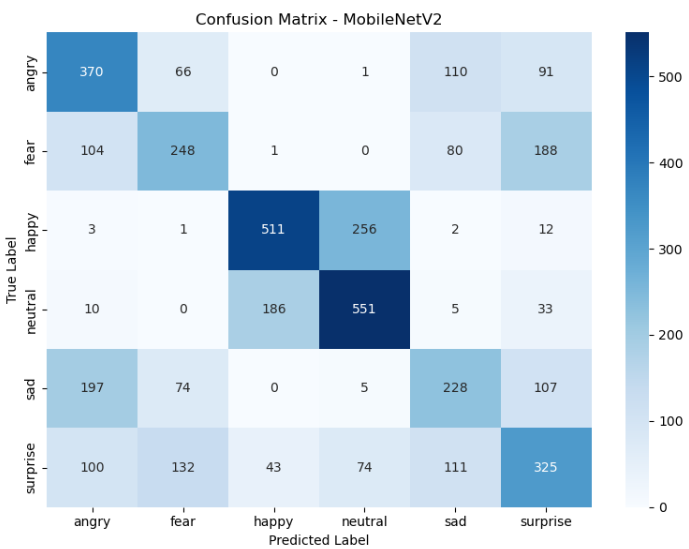 Confusion Matrix - MobileNetV2
True Label
angry 370 66 0 1 110 91
fear 104 248 1 0 80 188
happy 3 1 511 256 2 12
neutral 10 0 186 551 5 33
sad 197 74 0 5 228 107
surprise 100 132 43 74 111 325
angry fear happy neutral sad surprise
Predicted Label
500
400
300
200
100
0